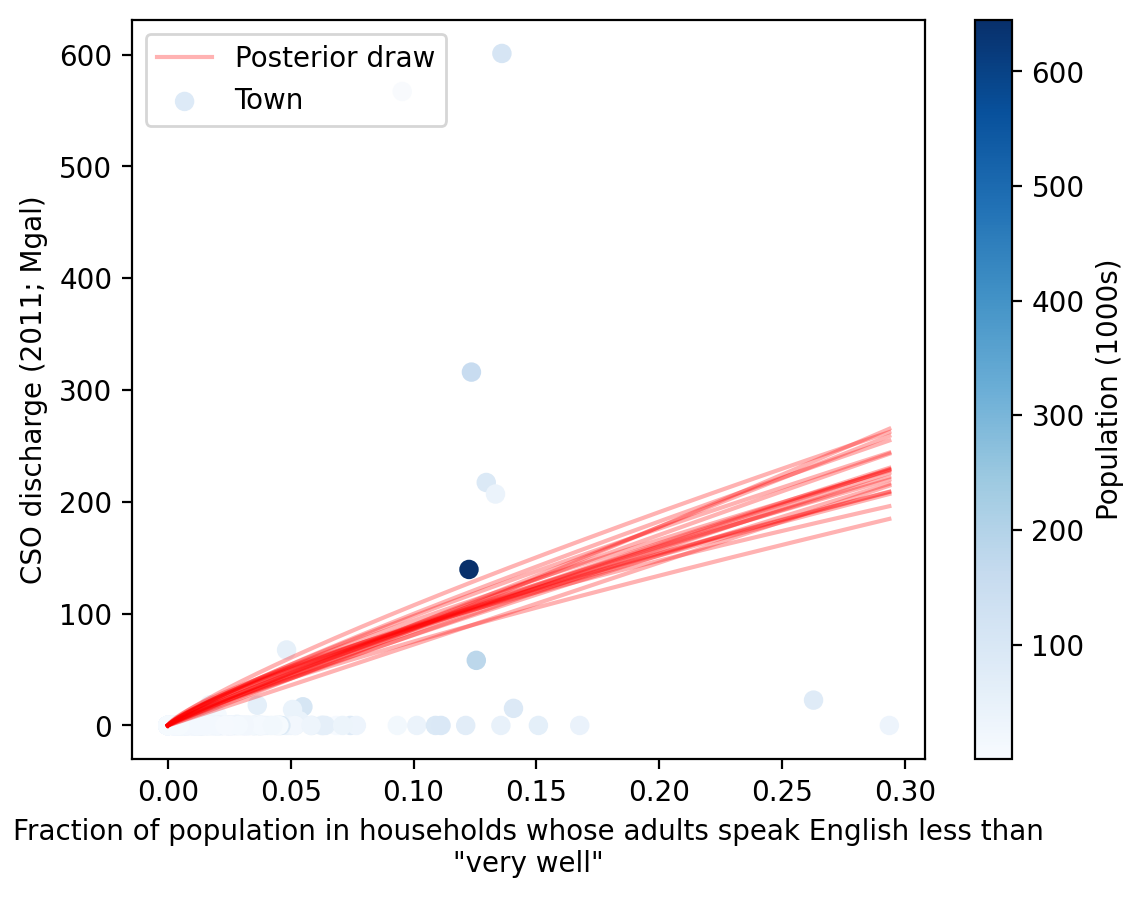 Posterior draw
Town
600
500
400
300
200
100
0
CSO discharge (2011; Mgal)
0.00 0.05 0.10 0.15 0.20 0.25 0.30
Fraction of population in households whose adults speak English less than
"very well"
600
500
400
300
200
100
Population (1000s)